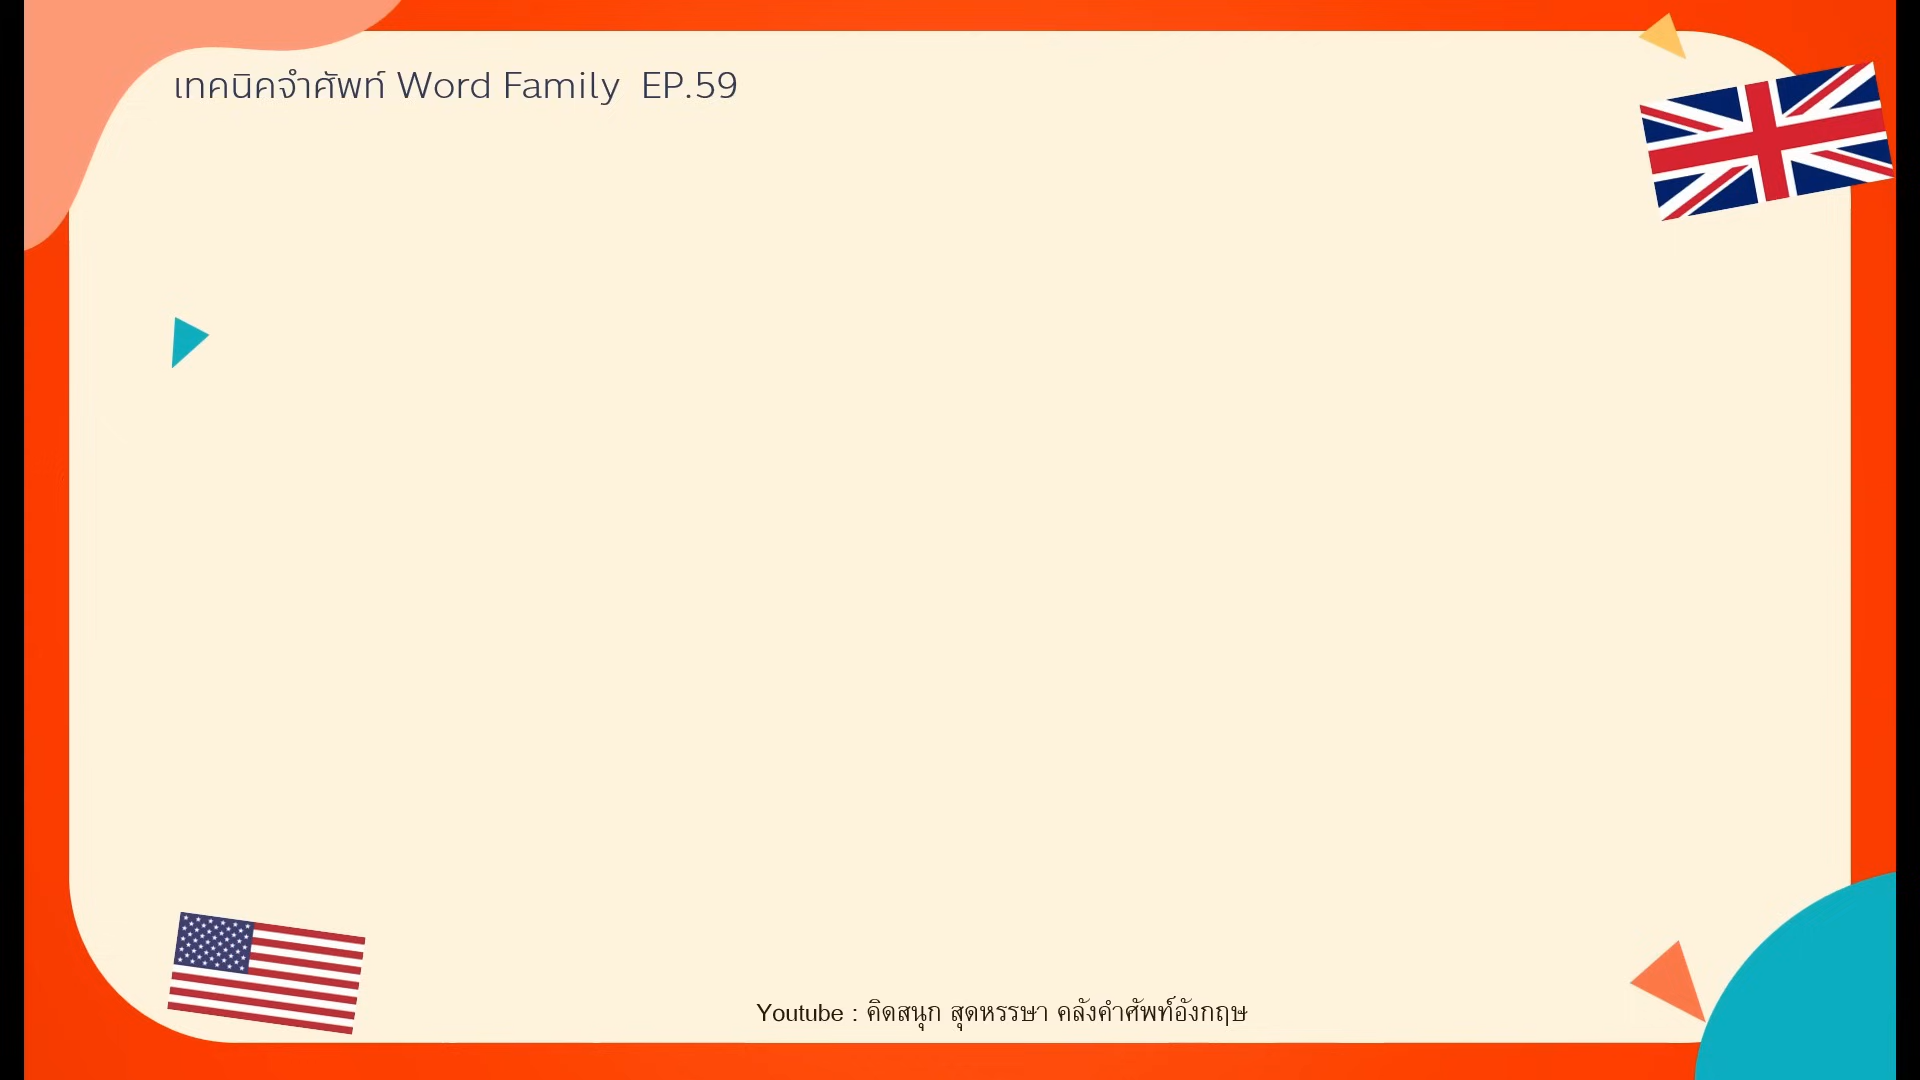 เทคนิคจำศัพท์ Word Family EP.59
Youtube : คิดสนุก สุดหรรษา คลังคำศัพท์อังกฤษ